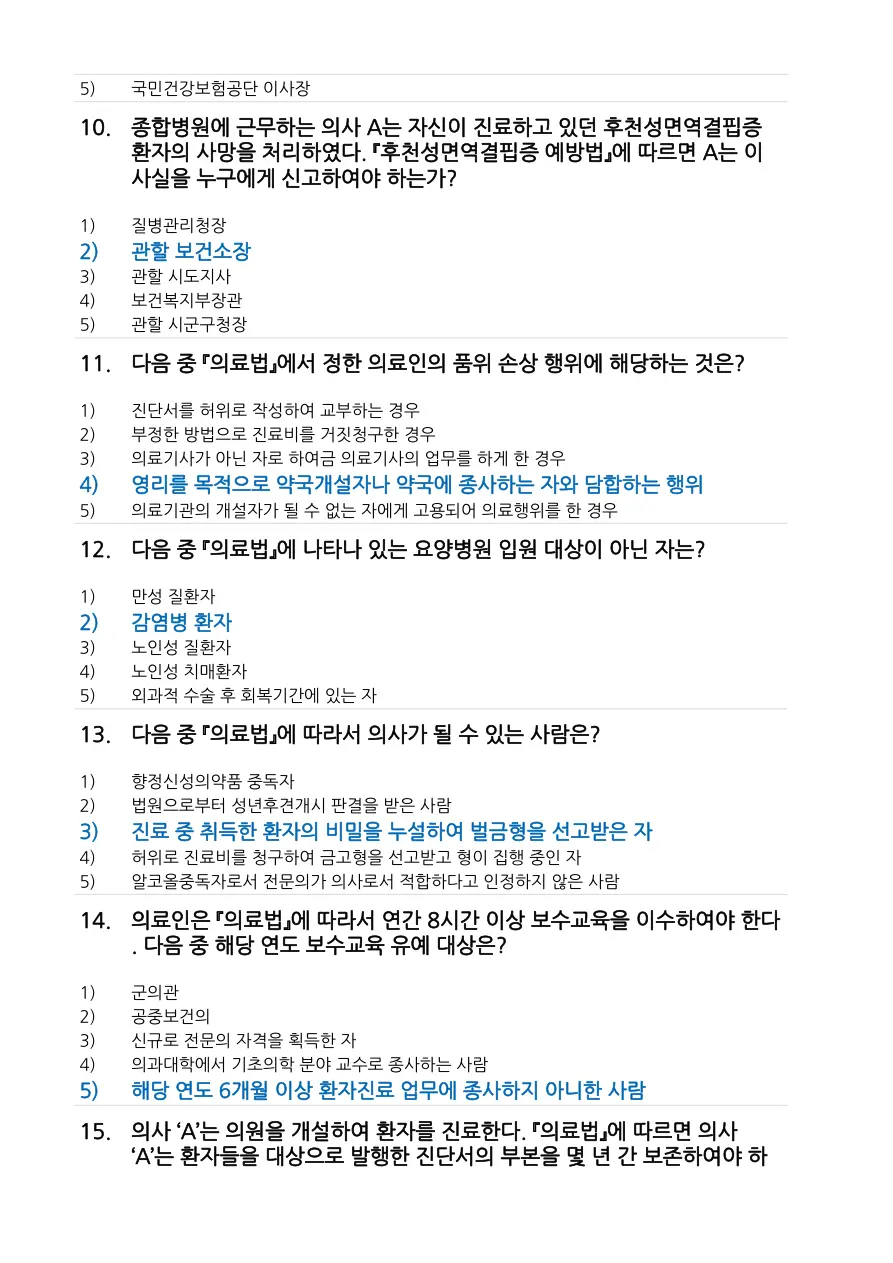 5) 국민건강보험공단 이사장
10. 종합병원에 근무하는 의사 A는 자신이 진료하고 있던 후천성면역결핍증
환자의 사망을 처리하였다.『후천성면역결핍증 예방법』에 따르면 A는 이
사실을 누구에게 신고하여야 하는가?
1) 질병관리청장
2) 관할 보건소장
3) 관할 시도지사
4) 보건복지부장관
5) 관할 시군구청장
11. 다음 중『의료법』에서 정한 의료인의 품위 손상 행위에 해당하는 것은?
1) 진단서를 허위로 작성하여 교부하는 경우
2) 부정한 방법으로 진료비를 거짓청구한 경우
3) 의료기사가 아닌 자로 하여금 의료기사의 업무를 하게 한 경우
4) 영리를 목적으로 약국개설자나 약국에 종사하는 자와 담합하는 행위
5) 의료기관의 개설자가 될 수 없는 자에게 고용되어 의료행위를 한 경우
12. 다음 중『의료법』에 나타나 있는 요양병원 입원 대상이 아닌 자는?
1) 만성 질환자
2) 감염병 환자
3) 노인성 질환자
4) 노인성 치매환자
5) 외과적 수술 후 회복기간에 있는 자
13. 다음 중『의료법』에 따라서 의사가 될 수 있는 사람은?
1) 향정신성의약품 중독자
2) 법원으로부터 성년후견개시 판결을 받은 사람
3) 진료 중 취득한 환자의 비밀을 누설하여 벌금형을 선고받은 자
4) 허위로 진료비를 청구하여 금고형을 선고받고 형이 집행 중인 자
5) 알코올중독자로서 전문의가 의사로서 적합하다고 인정하지 않은 사람
14. 의료인은『의료법』에 따라서 연간 8시간 이상 보수교육을 이수하여야 한다
. 다음 중 해당 연도 보수교육 유예 대상은?
1) 군의관
2) 공중보건의
3) 신규로 전문의 자격을 획득한 자
4) 의과대학에서 기초의학 분야 교수로 종사하는 사람
5) 해당 연도 6개월 이상 환자진료 업무에 종사하지 아니한 사람
15. 의사 ‘A’는 의원을 개설하여 환자를 진료한다.『의료법』에 따르면 의사
‘A’는 환자들을 대상으로 발행한 진단서의 부본을 몇 년 간 보존하여야 하